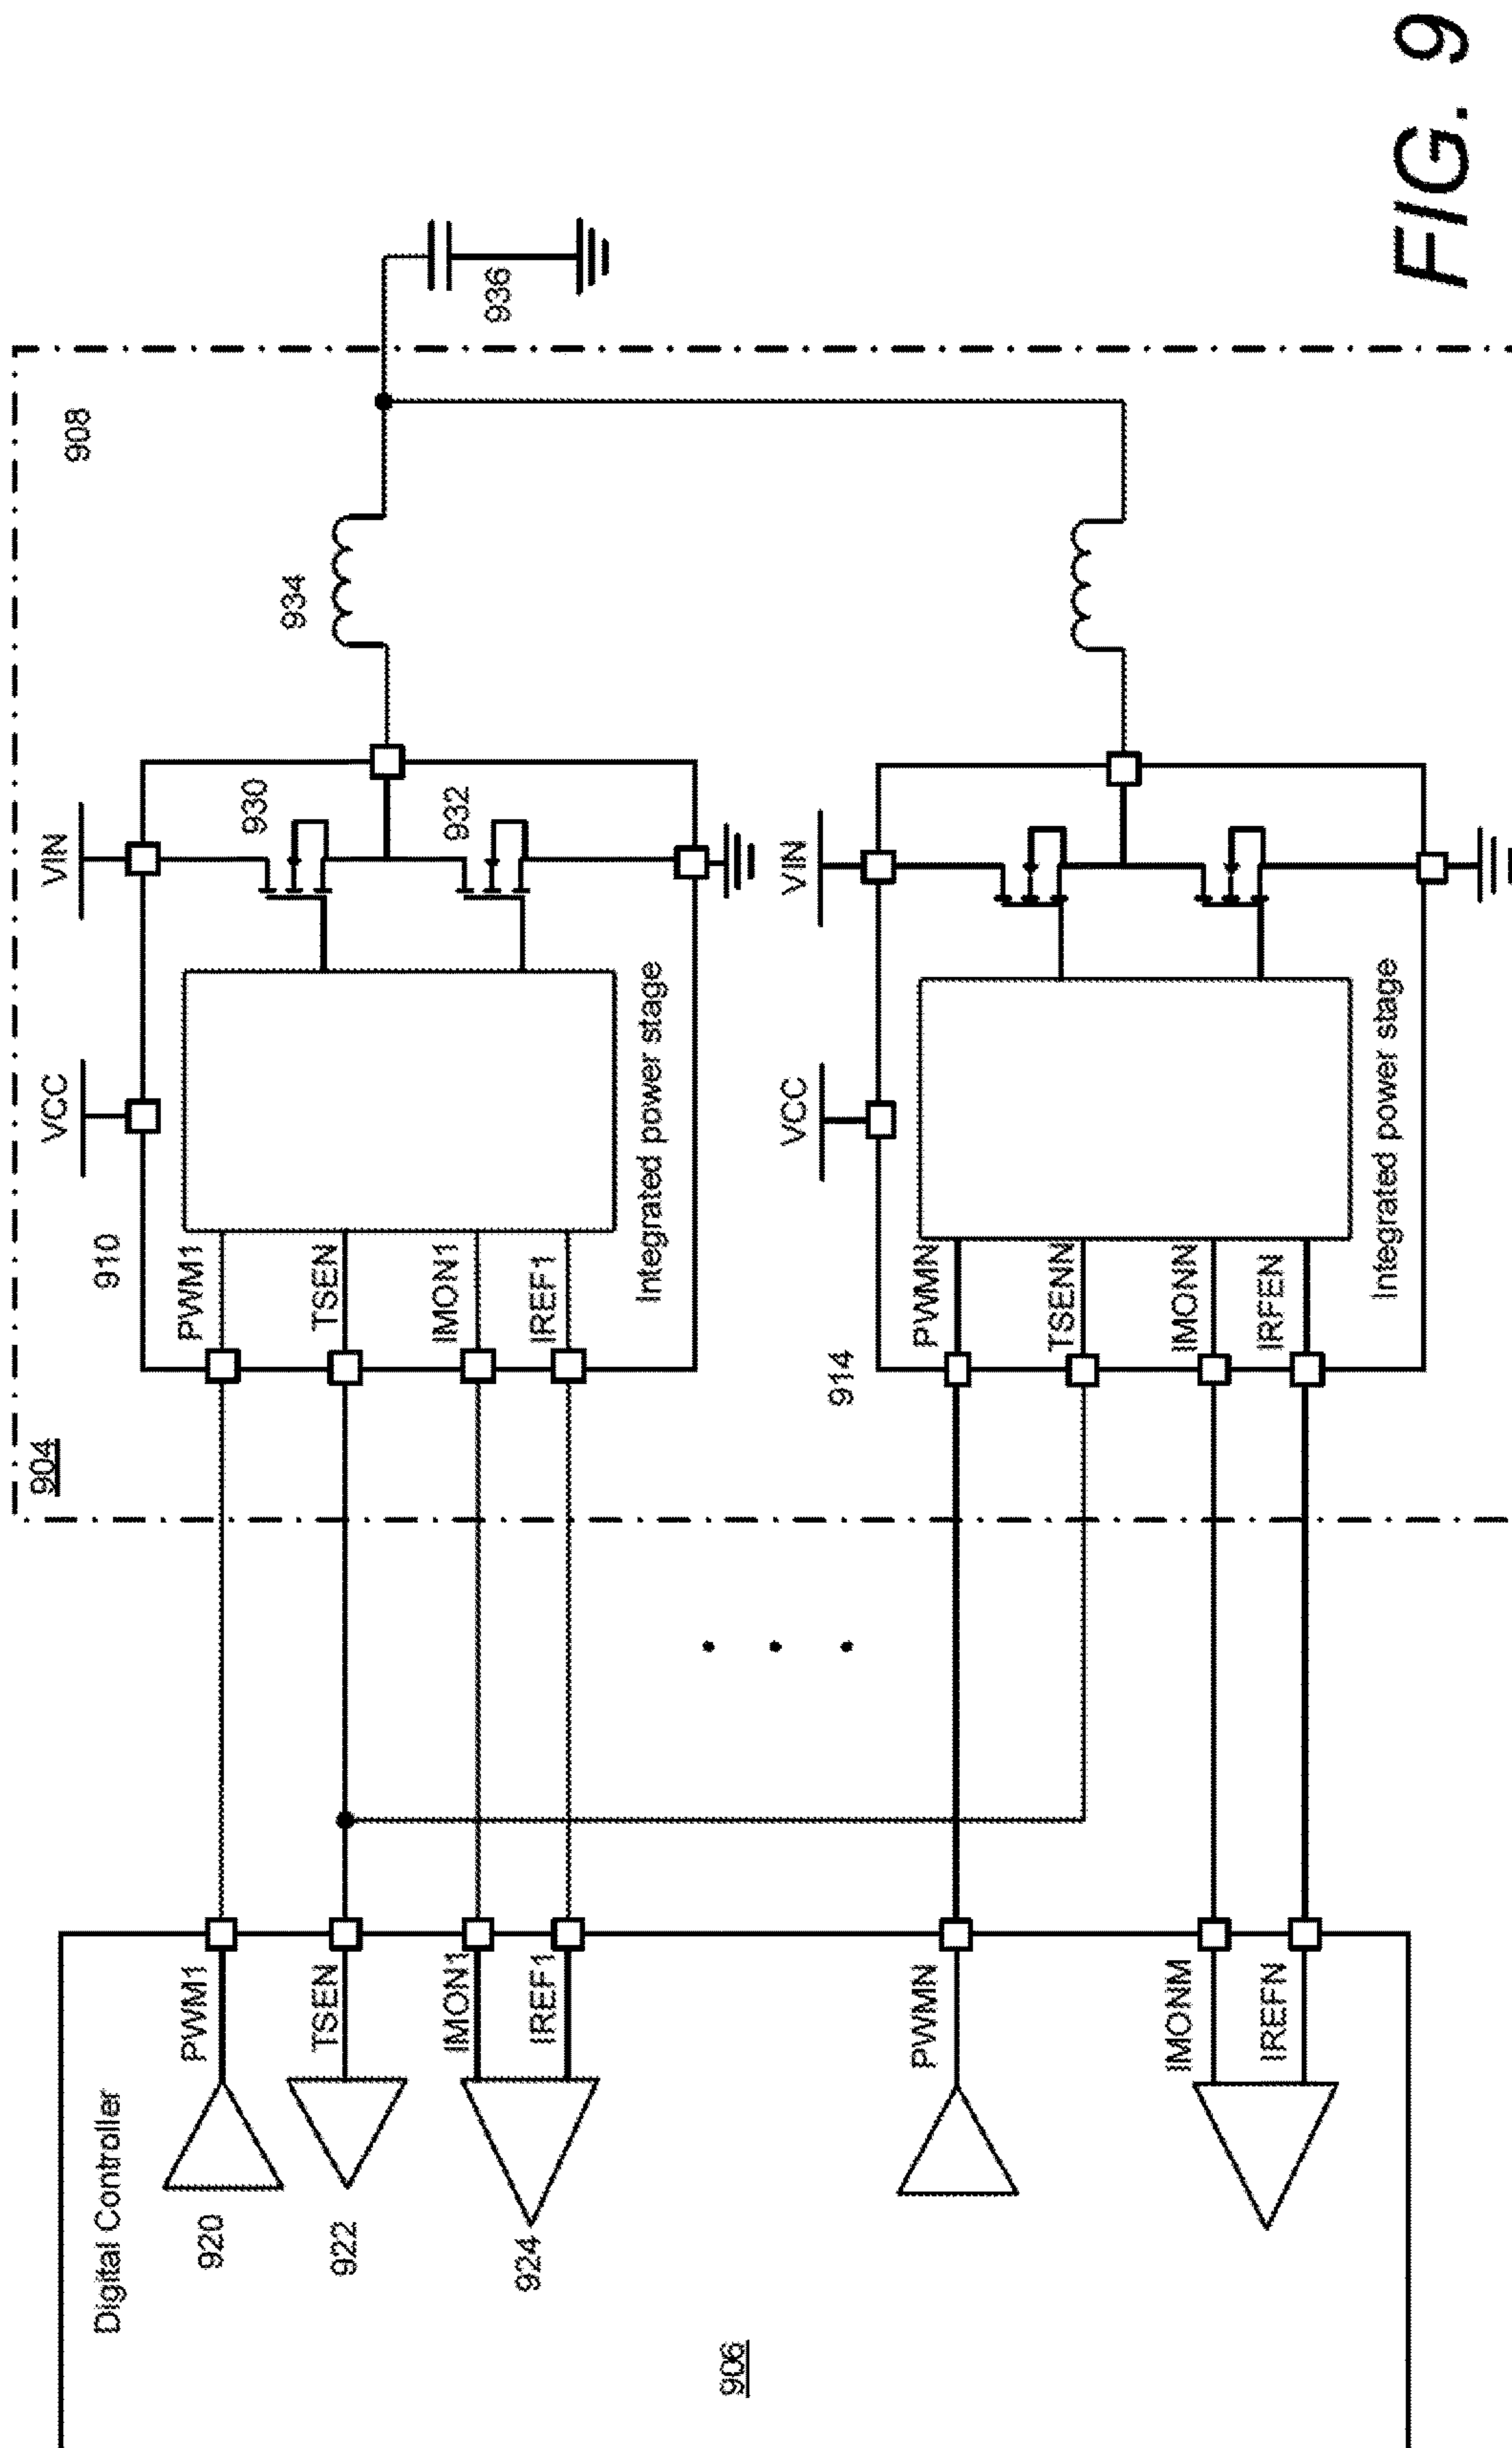 904
908
VCC
VIN
910
930
934
932
936
PWM1
TSEN
IMON1
IREF1
Integrated power stage
Digital Controller
PWM1
920
TSEN
922
IMON1
IREF1
924
914
VCC
VIN
PWMN
TSENN
IMONN
IRFEN
Integrated power stage
906
PWMN
IMONM
IREFN
FIG. 9